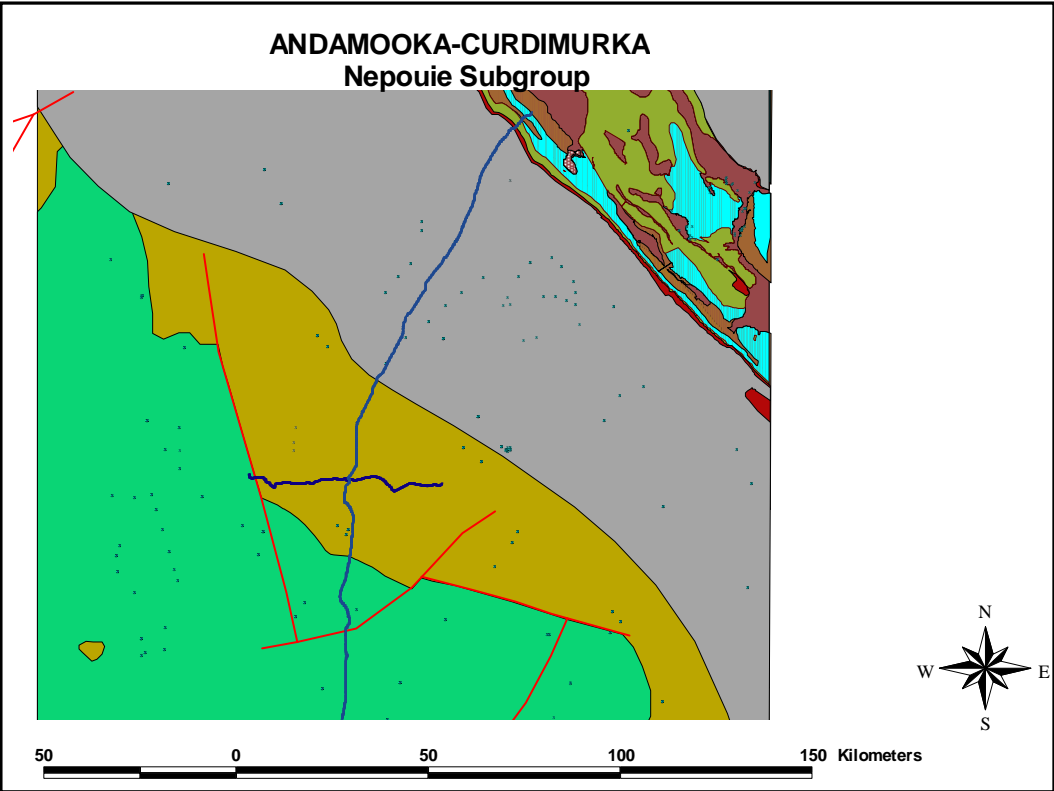 ANDAMOOKA-CURDIMURKA
Nepouie Subgroup
N
W E
S
50 0 50 100 150 Kilometers